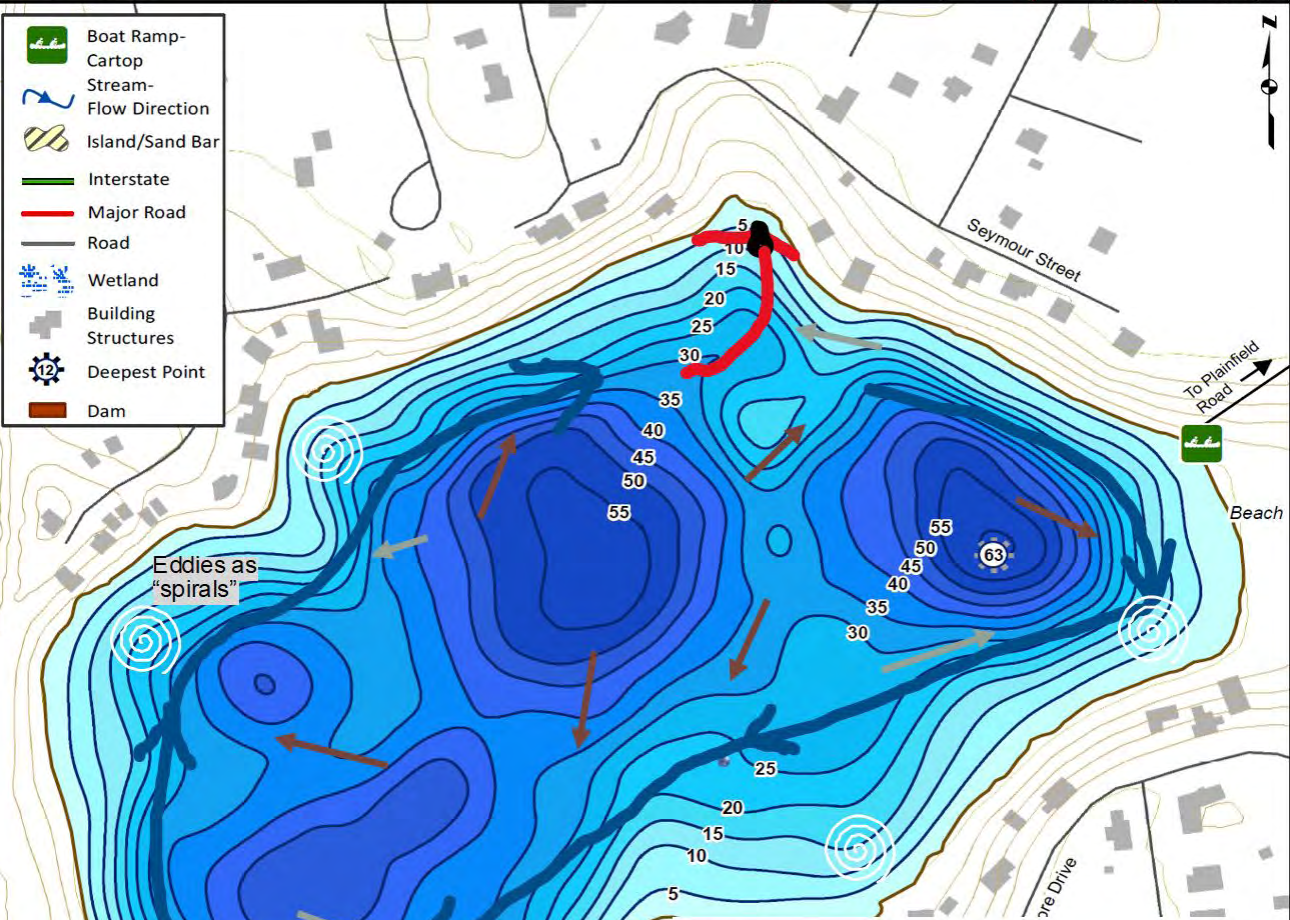 Boat Ramp-
Cartop
Stream-
Flow Direction
Island/Sand Bar
Interstate
Major Road
Road
Wetland
Building
Structures
12
Deepest Point
Dam
N
Seymour Street
To Plainfield
Road
Beach
5
10
15
20
25
30
35
40
45
50
55
55
50
45
40
35
30
63
Eddies as
“spirals”
25
20
15
10
5
ore Drive